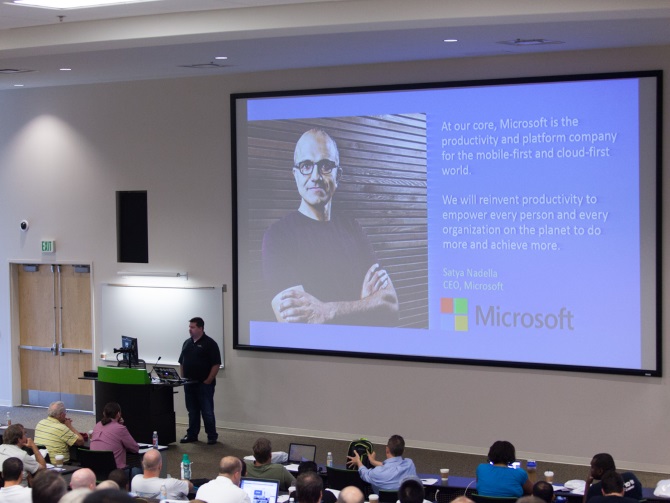 At our core, Microsoft is the
productivity and platform company
for the mobile-first and cloud-first
world.
We will reinvent productivity to
empower every person and every
organization on the planet to do
more and achieve more.
Satya Nadella
CEO, Microsoft
Microsoft
EXIT